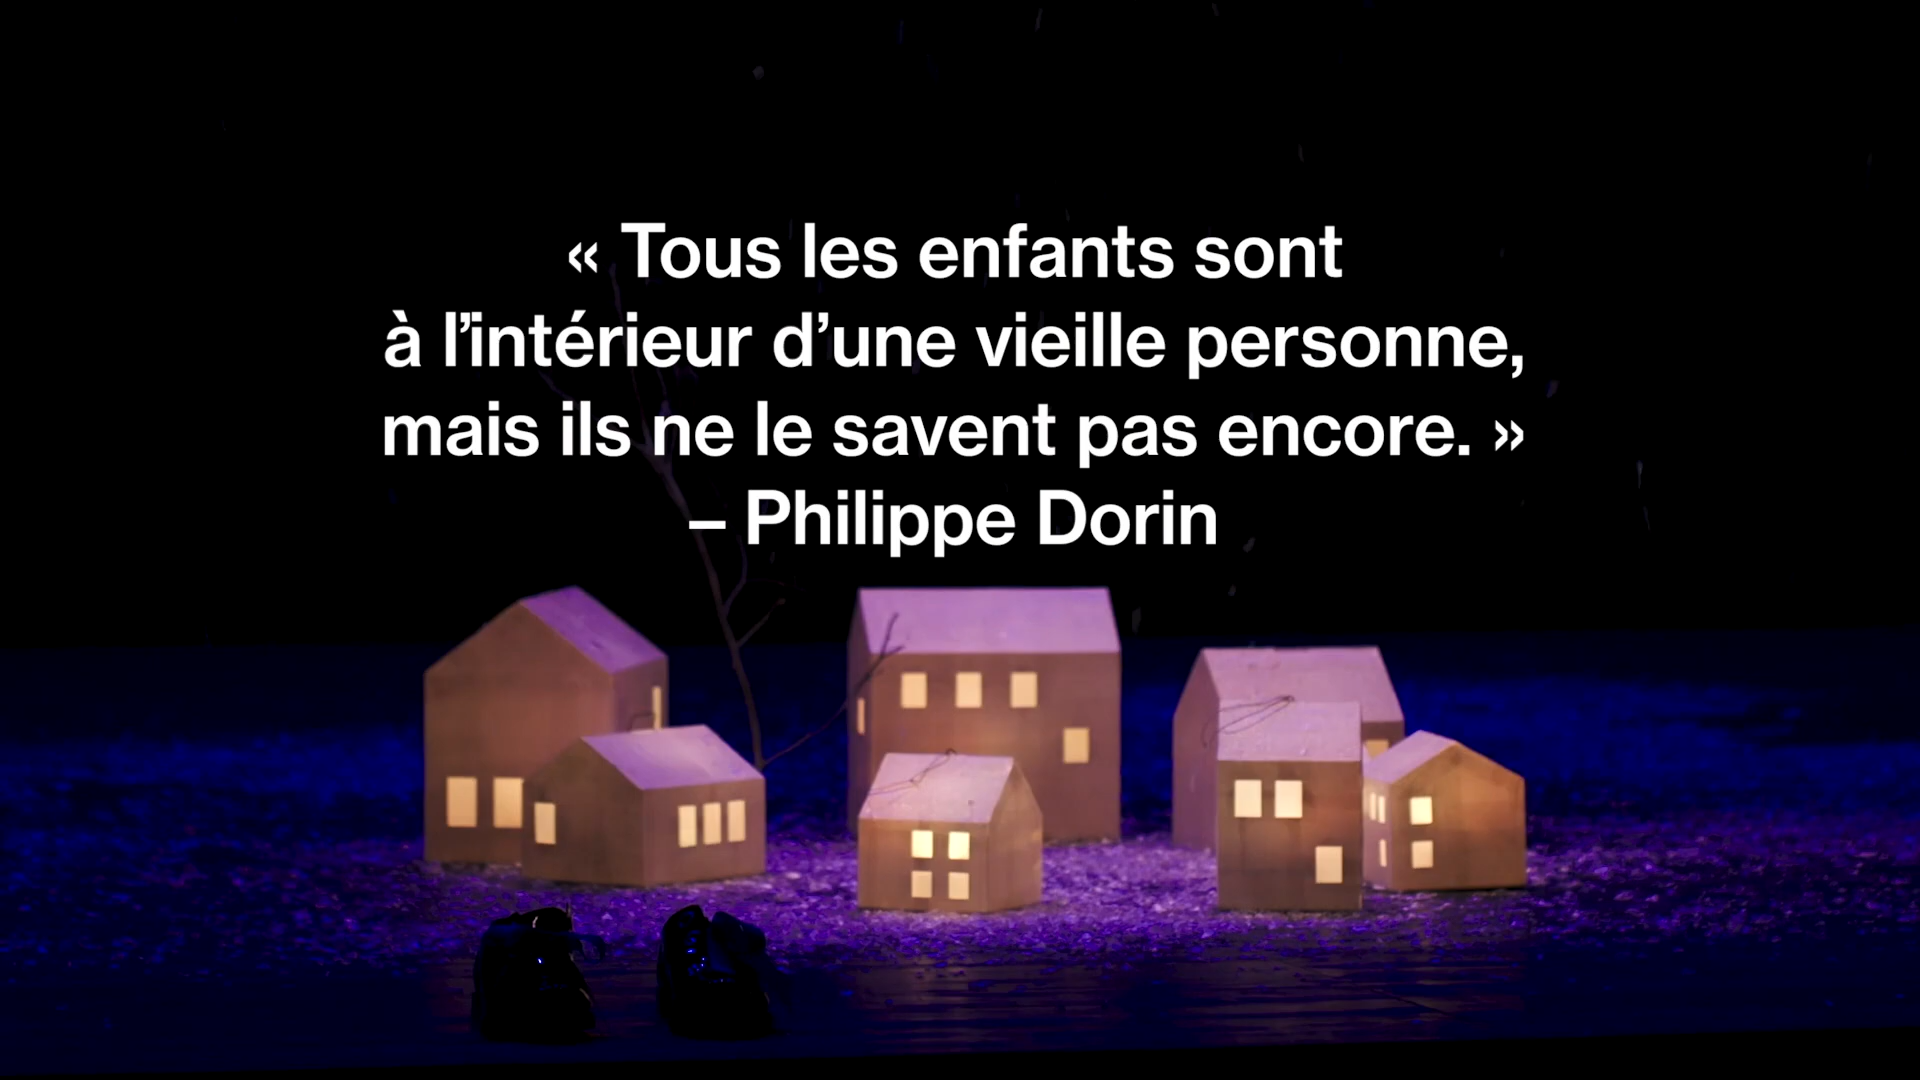 « Tous les enfants sont
à l’intérieur d’une vieille personne,
mais ils ne le savent pas encore. »
– Philippe Dorin